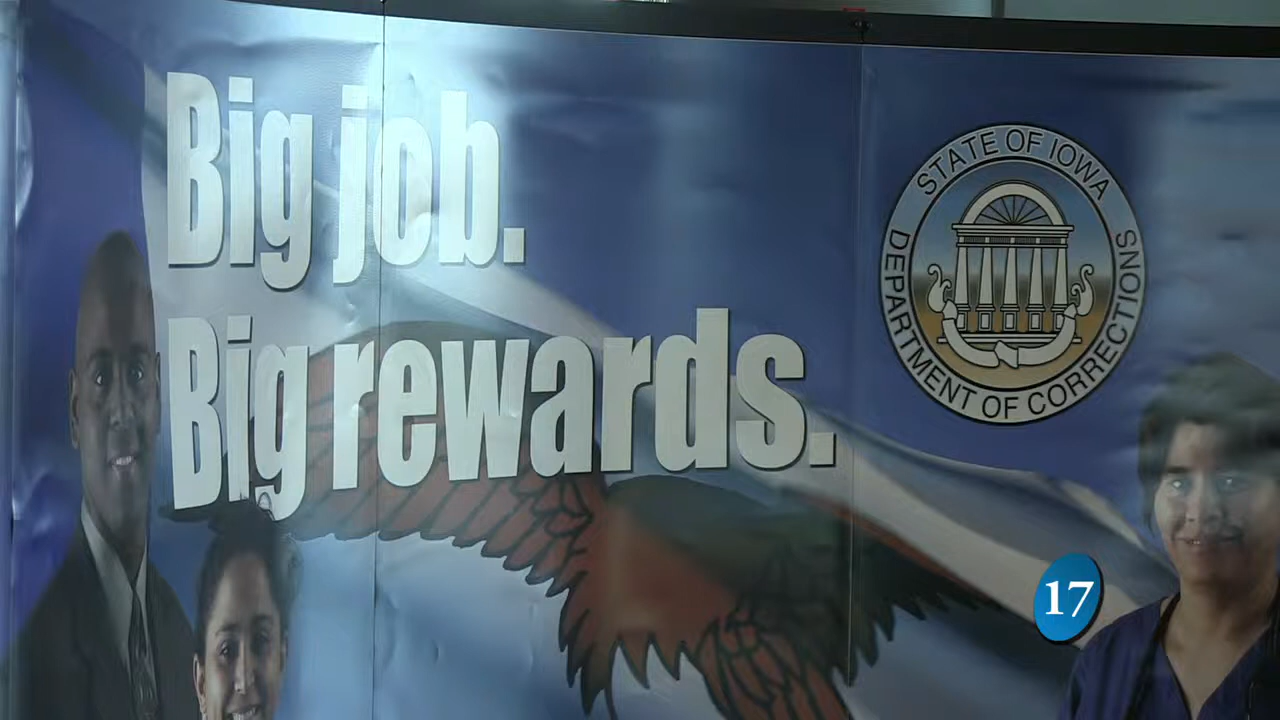 Big job.
Big rewards.
STATE OF IOWA
DEPARTMENT OF CORRECTIONS
17